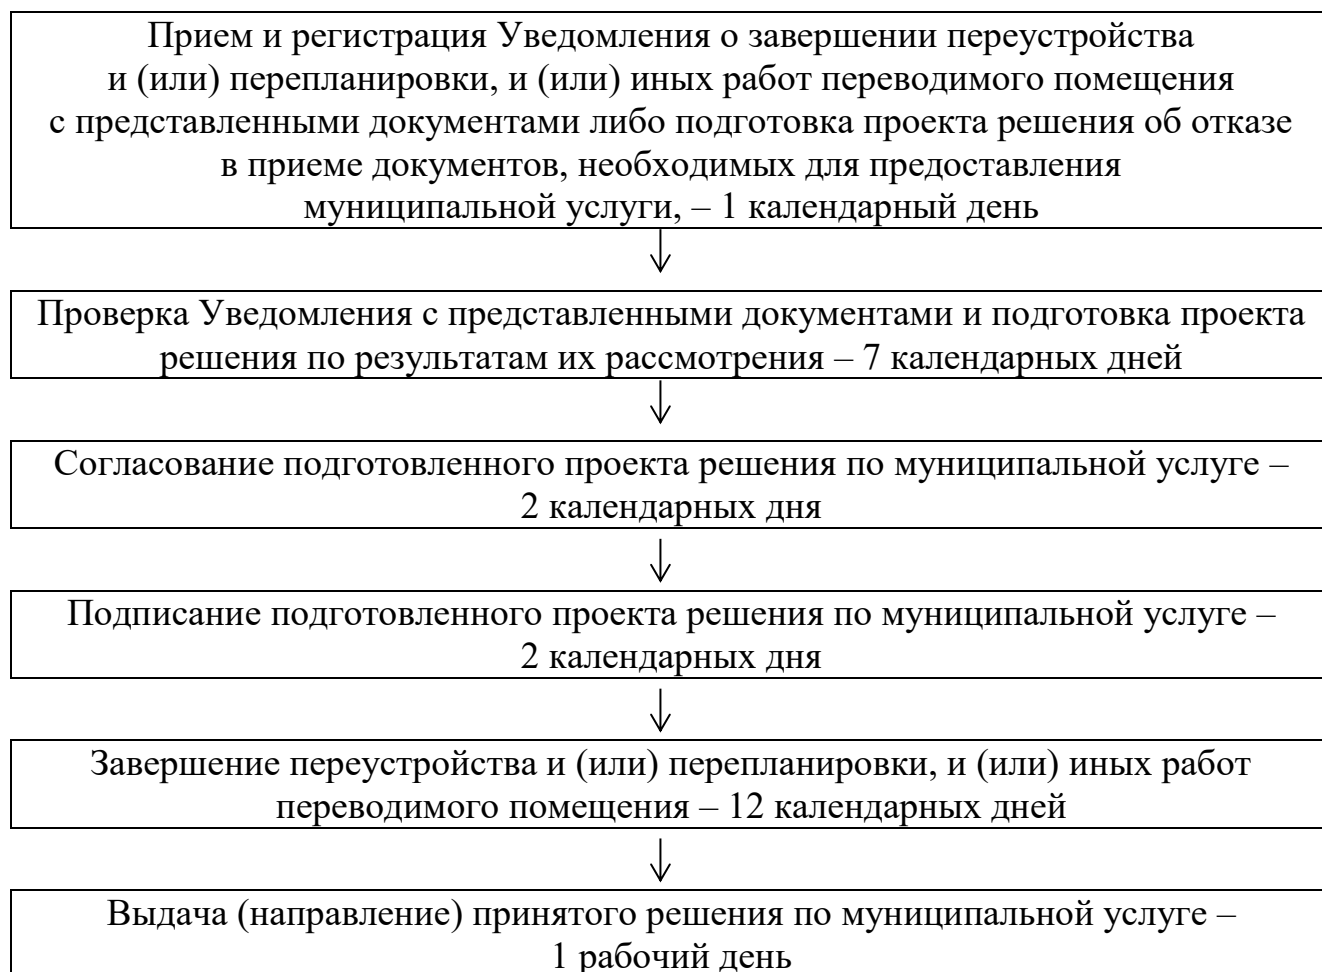 Прием и регистрация Уведомления о завершении переустройства
и (или) перепланировки, и (или) иных работ переводимого помещения
с представленными документами либо подготовка проекта решения об отказе
в приеме документов, необходимых для предоставления
муниципальной услуги, – 1 календарный день
Проверка Уведомления с представленными документами и подготовка проекта
решения по результатам их рассмотрения – 7 календарных дней
Согласование подготовленного проекта решения по муниципальной услуге –
2 календарных дня
Подписание подготовленного проекта решения по муниципальной услуге –
2 календарных дня
Завершение переустройства и (или) перепланировки, и (или) иных работ
переводимого помещения – 12 календарных дней
Выдача (направление) принятого решения по муниципальной услуге –
1 рабочий день